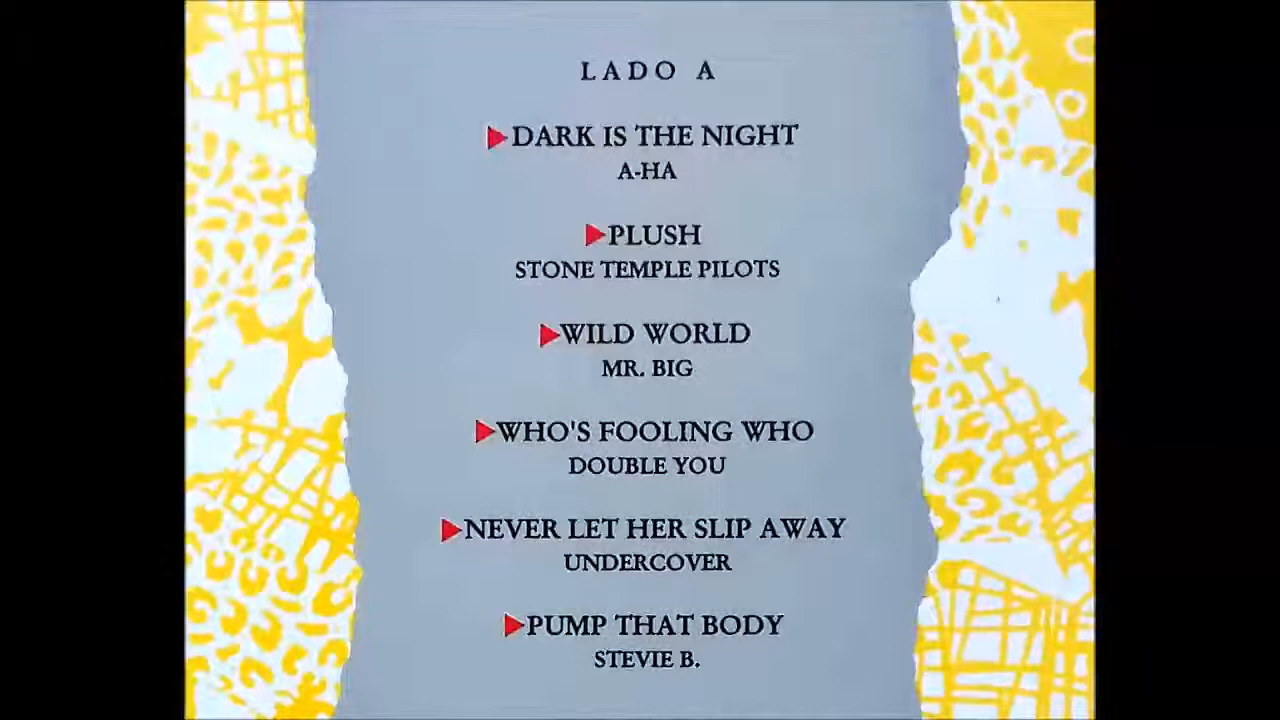 LADO A
DARK IS THE NIGHT
A-HA
PLUSH
STONE TEMPLE PILOTS
WILD WORLD
MR. BIG
WHO'S FOOLING WHO
DOUBLE YOU
NEVER LET HER SLIP AWAY
UNDERCOVER
PUMP THAT BODY
STEVIE B.